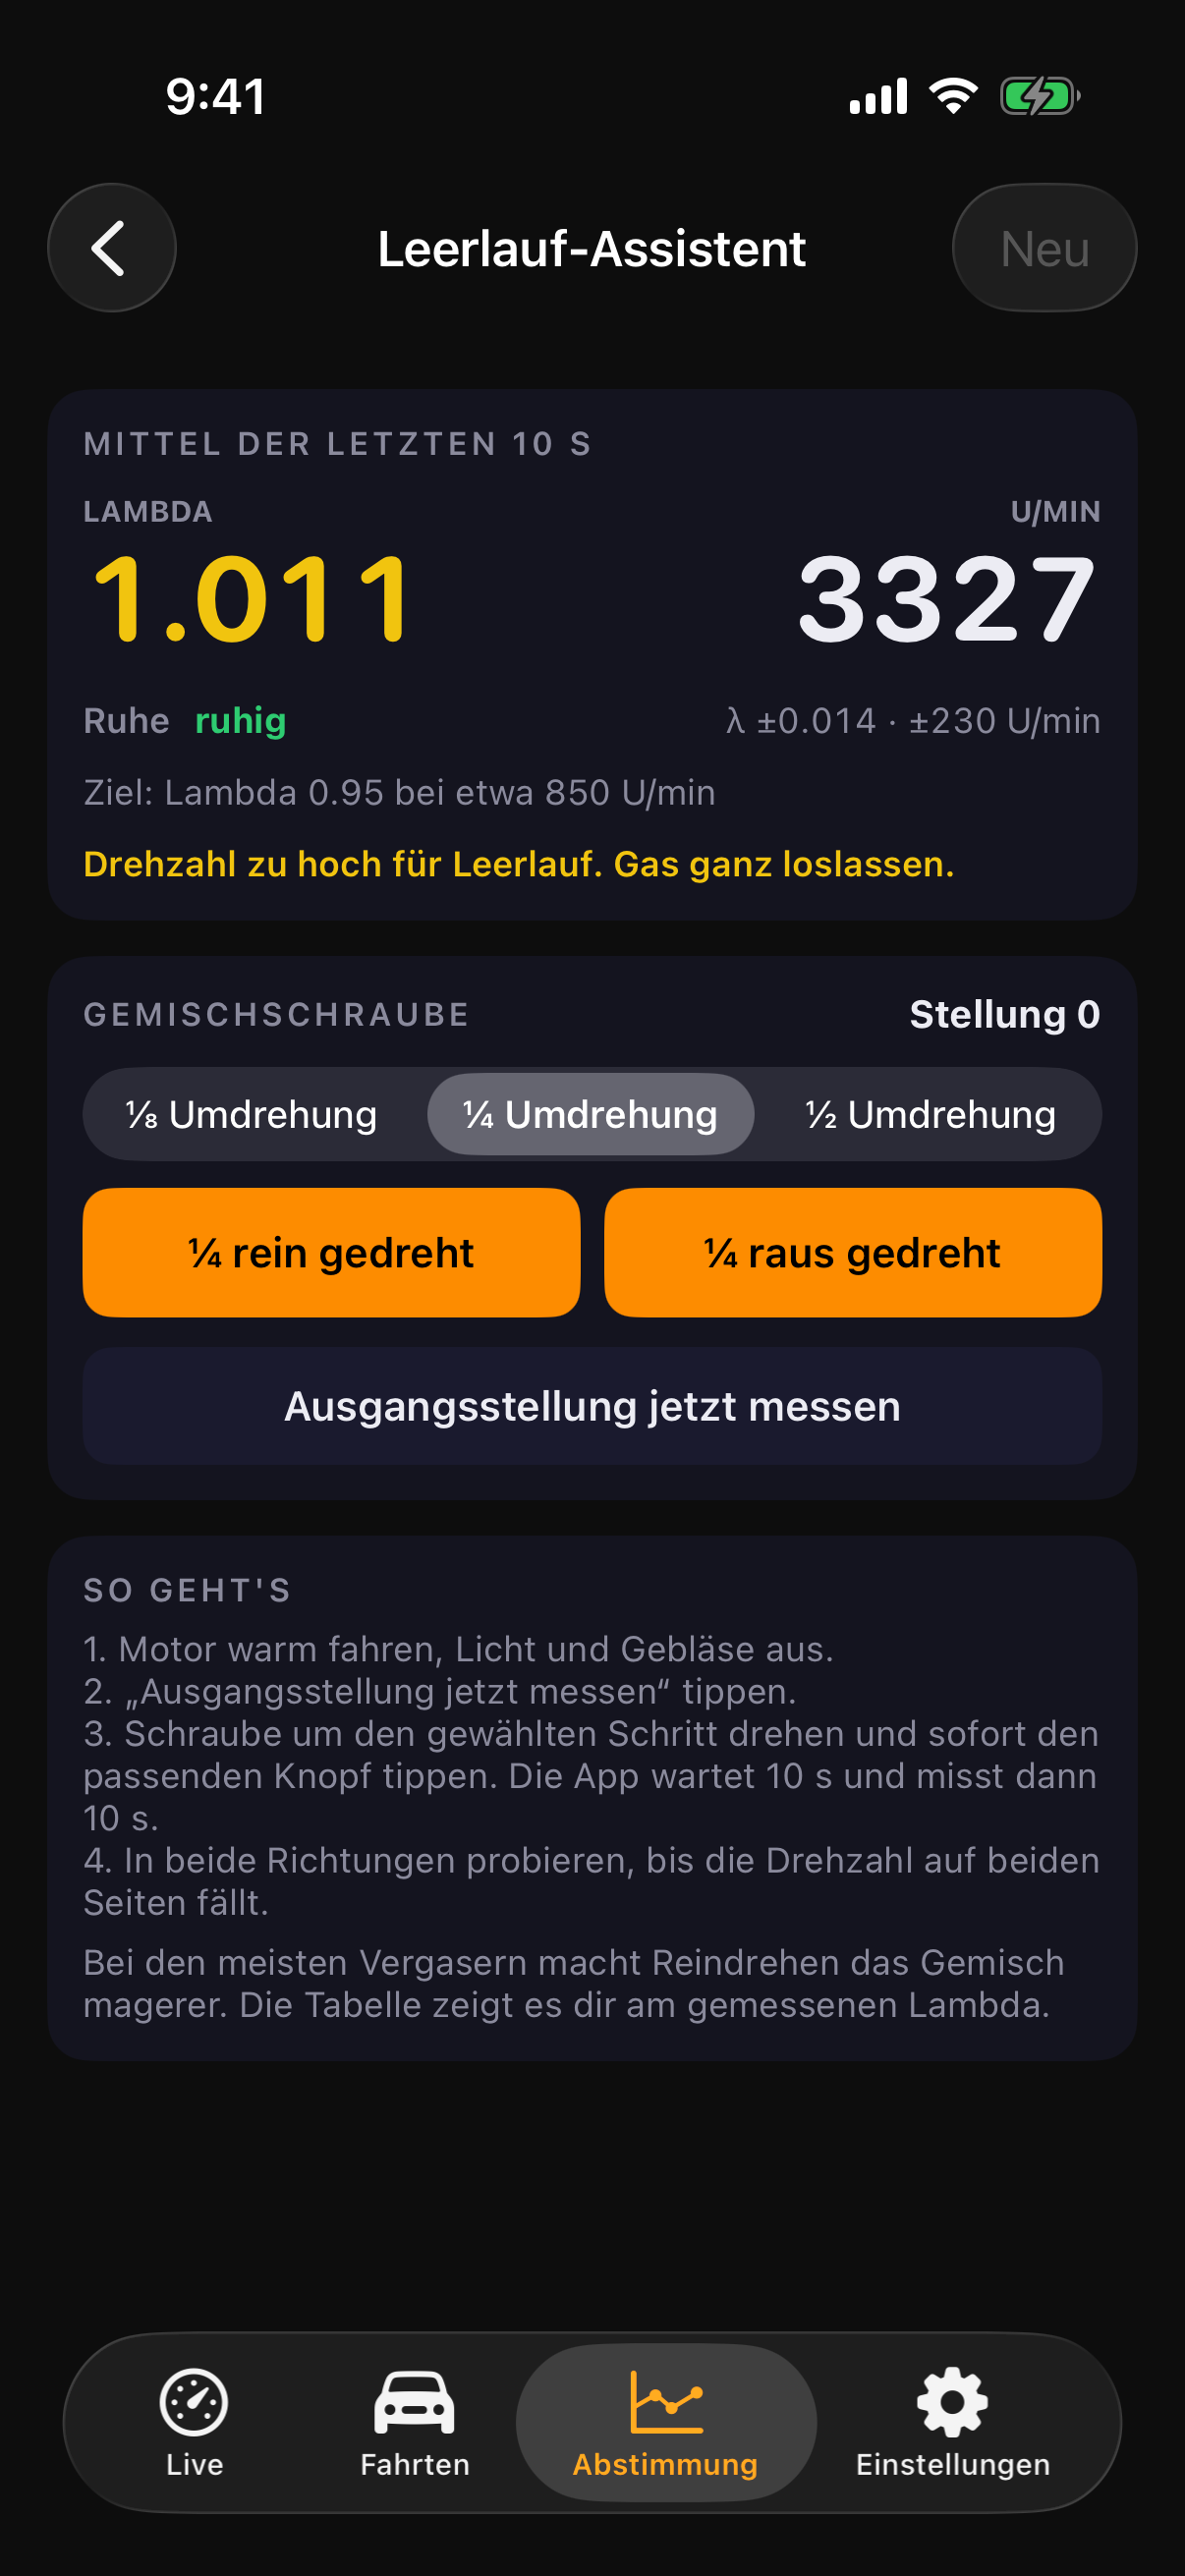 9:41
Leerlauf-Assistent
Neu
MITTEL DER LETZTEN 10 S
LAMBDA
U/MIN
1.011
3327
Ruhe ruhig
λ ±0.014 · ±230 U/min
Ziel: Lambda 0.95 bei etwa 850 U/min
Drehzahl zu hoch für Leerlauf. Gas ganz loslassen.
GEMISCHSCHRAUBE
Stellung 0
⅛ Umdrehung
¼ Umdrehung
½ Umdrehung
¼ rein gedreht
¼ raus gedreht
Ausgangsstellung jetzt messen
SO GEHT'S
1. Motor warm fahren, Licht und Gebläse aus.
2. „Ausgangsstellung jetzt messen“ tippen.
3. Schraube um den gewählten Schritt drehen und sofort den
passenden Knopf tippen. Die App wartet 10 s und misst dann
10 s.
4. In beide Richtungen probieren, bis die Drehzahl auf beiden
Seiten fällt.
Bei den meisten Vergasern macht Reindrehen das Gemisch
magerer. Die Tabelle zeigt es dir am gemessenen Lambda.
Live
Fahrten
Abstimmung
Einstellungen